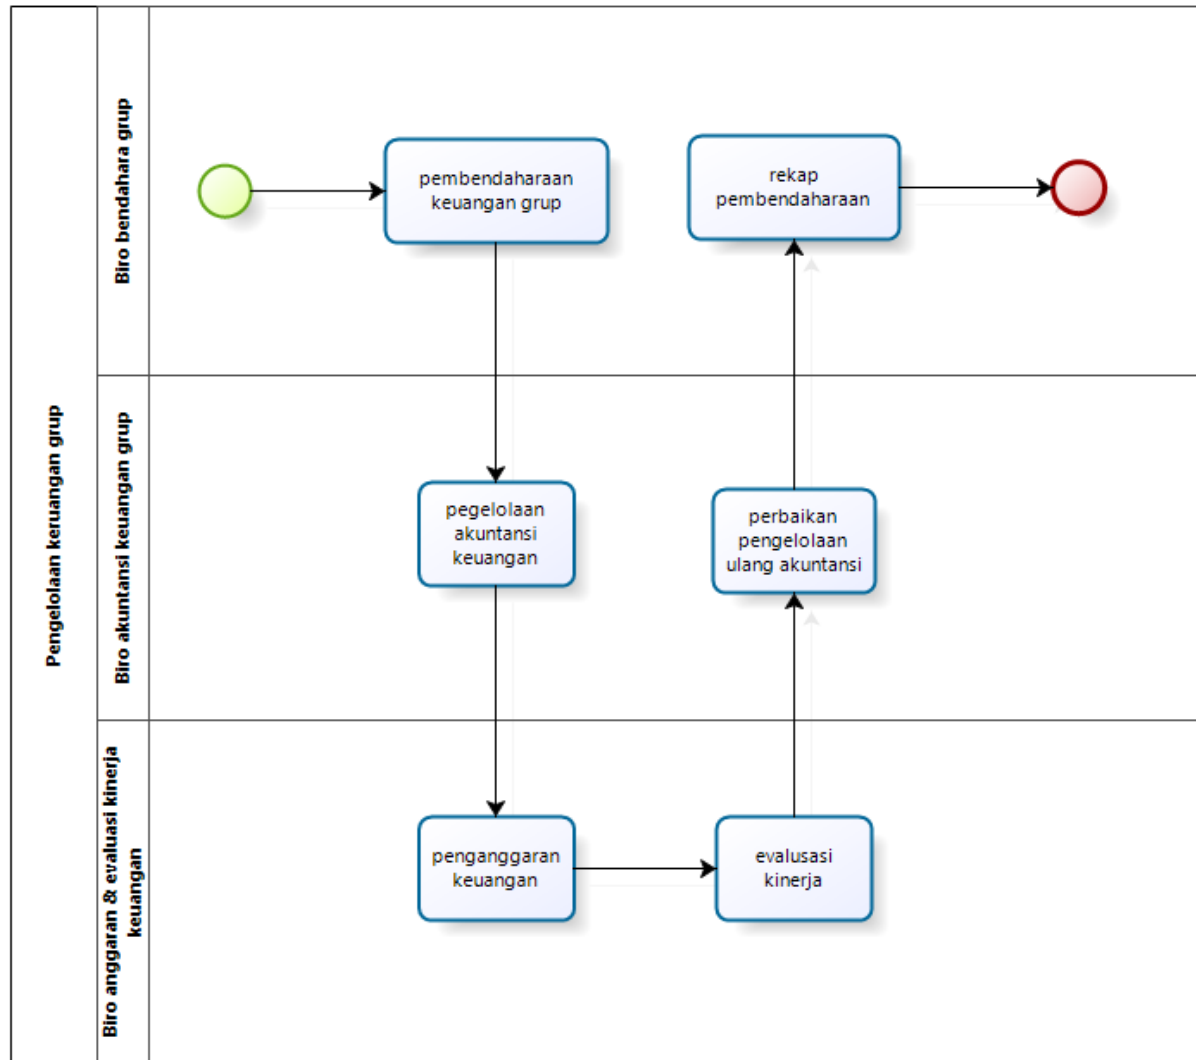 Pengelolaan keruangan grup
Biro bendahara grup
pembendaharaan
keuangan grup
rekap
pembendaharaan
Biro akuntansi keuangan grup
pegelolaan
akuntansi
keuangan
perbaikan
pengelolaan
ulang akuntansi
Biro anggaran & evaluasi kinerja
keuangan
penganggaran
keuangan
evalusasi
kinerja